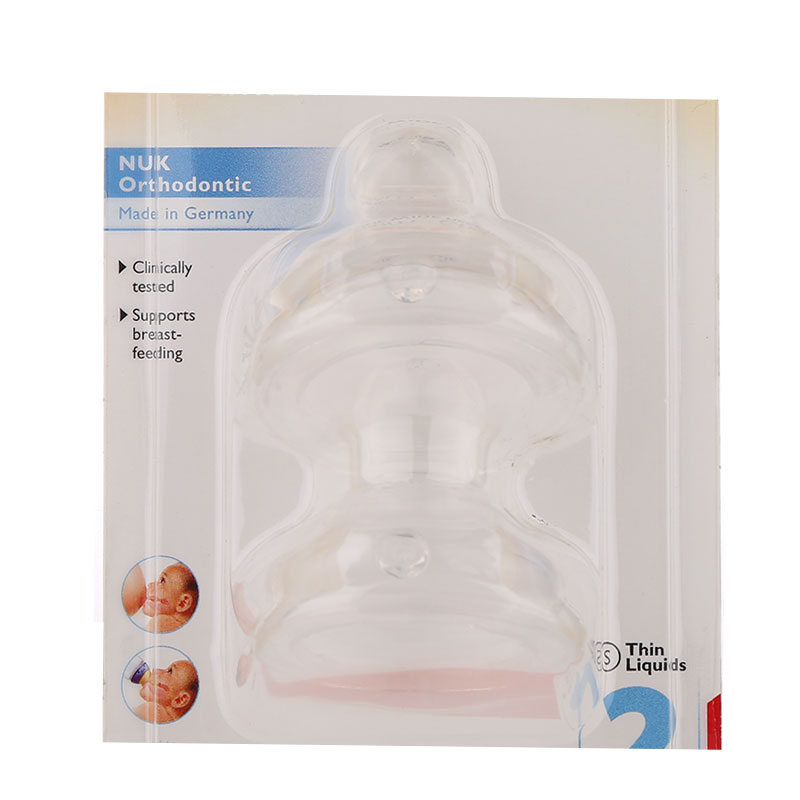 NUK
Orthodontic
Made in Germany
Clinically
tested
Supports
breast-
feeding
S
Thin
Liquids
2